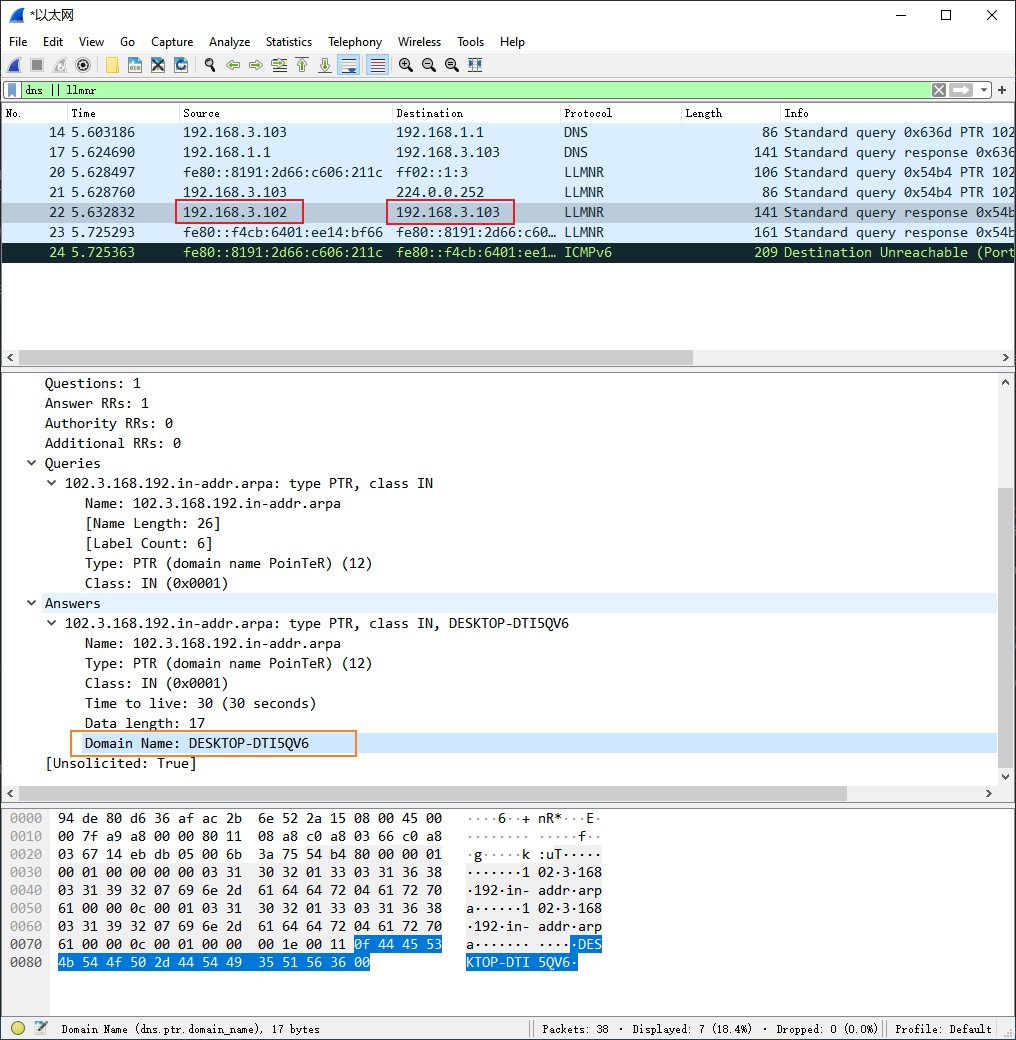 *以太网
File Edit View Go Capture Analyze Statistics Telephony Wireless Tools Help
dns || llmnr
No. Time Source Destination Protocol Length Info
14 5.603186 192.168.3.103 192.168.1.1 DNS 86 Standard query 0x636d PTR 102
17 5.624690 192.168.1.1 192.168.3.103 DNS 141 Standard query response 0x636
20 5.628497 fe80::8191:2d66:c606:211c ff02::1:3 LLMNR 106 Standard query 0x54b4 PTR 102
21 5.628760 192.168.3.103 224.0.0.252 LLMNR 86 Standard query 0x54b4 PTR 102
22 5.632832 192.168.3.102 192.168.3.103 LLMNR 141 Standard query response 0x54b
23 5.725293 fe80::f4cb:6401:ee14:bf66 fe80::8191:2d66:c60… LLMNR 161 Standard query response 0x54b
24 5.725363 fe80::8191:2d66:c606:211c fe80::f4cb:6401:ee1… ICMPv6 209 Destination Unreachable (Port
Questions: 1
Answer RRs: 1
Authority RRs: 0
Additional RRs: 0
Queries
102.3.168.192.in-addr.arpa: type PTR, class IN
Name: 102.3.168.192.in-addr.arpa
[Name Length: 26]
[Label Count: 6]
Type: PTR (domain name PoinTeR) (12)
Class: IN (0x0001)
Answers
102.3.168.192.in-addr.arpa: type PTR, class IN, DESKTOP-DTI5QV6
Name: 102.3.168.192.in-addr.arpa
Type: PTR (domain name PoinTeR) (12)
Class: IN (0x0001)
Time to live: 30 (30 seconds)
Data length: 17
Domain Name: DESKTOP-DTI5QV6
[Unsolicited: True]
0000 94 de 80 d6 36 af ac 2b 6e 52 2a 15 08 00 45 00 ····6··+ nR*···E·
0010 00 7f a9 a8 00 00 80 11 08 a8 c0 a8 03 66 c0 a8 ········ ·····f··
0020 03 67 14 eb db 05 00 6b 3a 75 54 b4 80 00 00 01 ·g·····k :uT·····
0030 00 01 00 00 00 00 03 31 30 32 01 33 03 31 36 38 ·······1 02·3·168
0040 03 31 39 32 07 69 6e 2d 61 64 64 72 04 61 72 70 ·192·in- addr·arp
0050 61 00 00 0c 00 01 03 31 30 32 01 33 03 31 36 38 a······1 02·3·168
0060 03 31 39 32 07 69 6e 2d 61 64 64 72 04 61 72 70 ·192·in- addr·arp
0070 61 00 00 0c 00 01 00 00 00 1e 00 11 0f 44 45 53 a······· ·····DES
0080 4b 54 4f 50 2d 44 54 49 35 51 56 36 00 KTOP-DTI 5QV6·
Domain Name (dns.ptr.domain_name), 17 bytes Packets: 38 · Displayed: 7 (18.4%) · Dropped: 0 (0.0%) Profile: Default